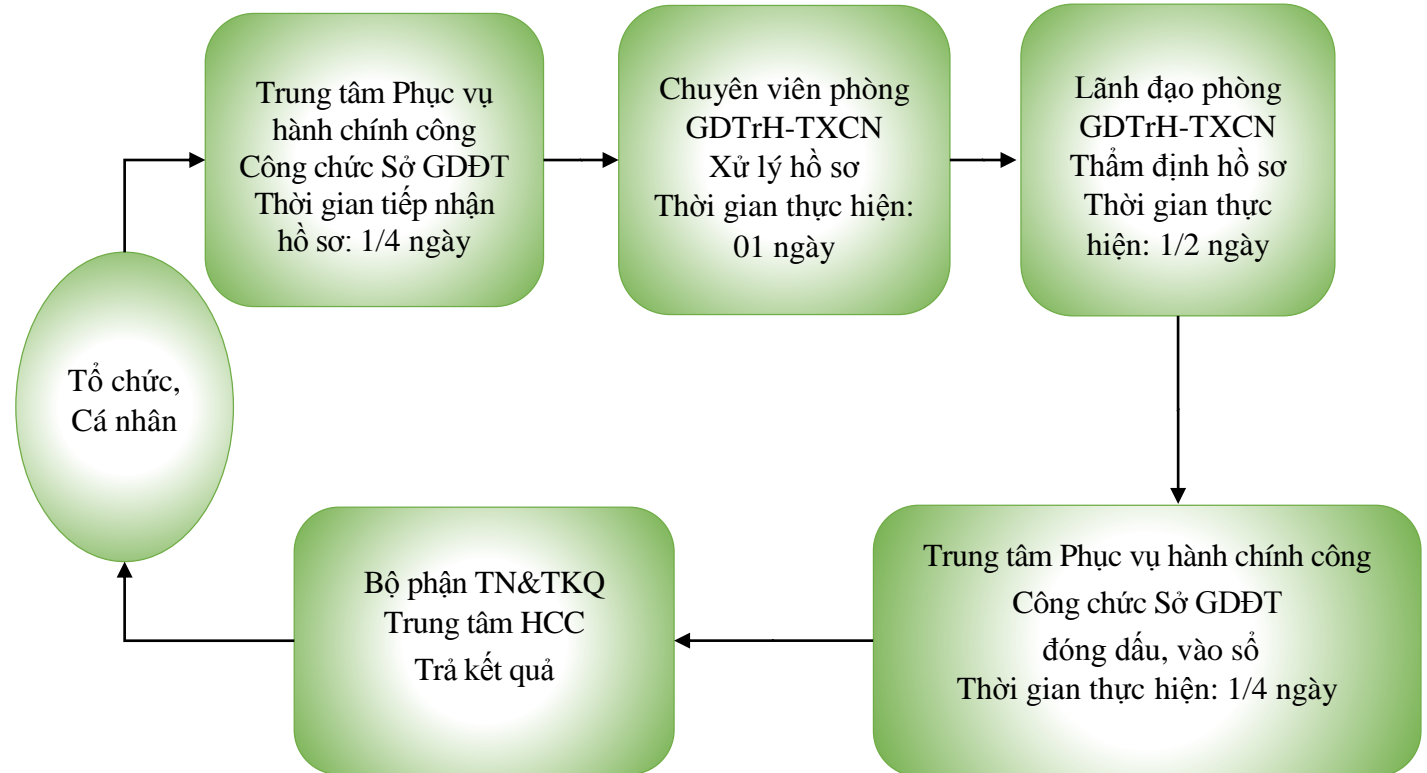 Trung tâm Phục vụ
hành chính công
Công chức Sở GDĐT
Thời gian tiếp nhận
hồ sơ: 1/4 ngày
Chuyên viên phòng
GDTrH-TXCN
Xử lý hồ sơ
Thời gian thực hiện:
01 ngày
Lãnh đạo phòng
GDTrH-TXCN
Thẩm định hồ sơ
Thời gian thực
hiện: 1/2 ngày
Tổ chức,
Cá nhân
Bộ phận TN&TKQ
Trung tâm HCC
Trả kết quả
Trung tâm Phục vụ hành chính công
Công chức Sở GDĐT
đóng dấu, vào sổ
Thời gian thực hiện: 1/4 ngày